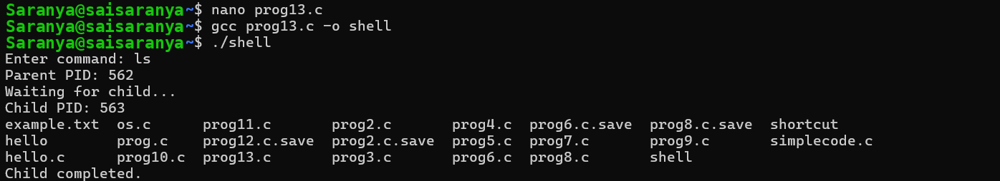 Saranya@saisaranya~$ nano prog13.c
Saranya@saisaranya~$ gcc prog13.c -o shell
Saranya@saisaranya~$ ./shell
Enter command: ls
Parent PID: 562
Waiting for child...
Child PID: 563
example.txt  os.c      prog11.c       prog2.c       prog4.c  prog6.c.save  prog8.c.save  shortcut
hello        prog.c    prog12.c.save  prog2.c.save  prog5.c  prog7.c       prog9.c       simplecode.c
hello.c      prog10.c  prog13.c       prog3.c       prog6.c  prog8.c       shell
Child completed.